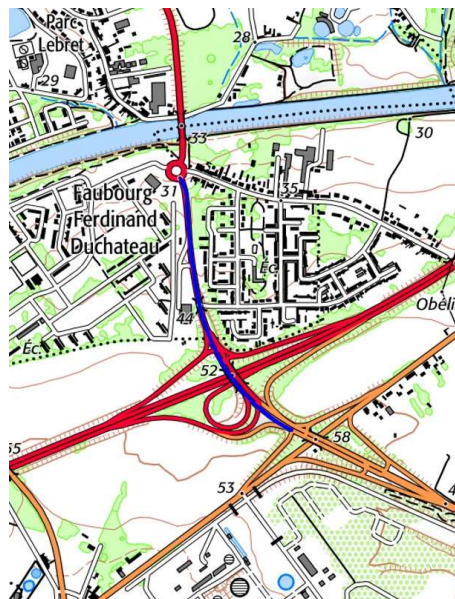 Parc
Lebret
28
29
33
30
31
35
Faubourg
Ferdinand
Duchateau
Éc.
44
Obéli
Éc.
52
55
58
53
4